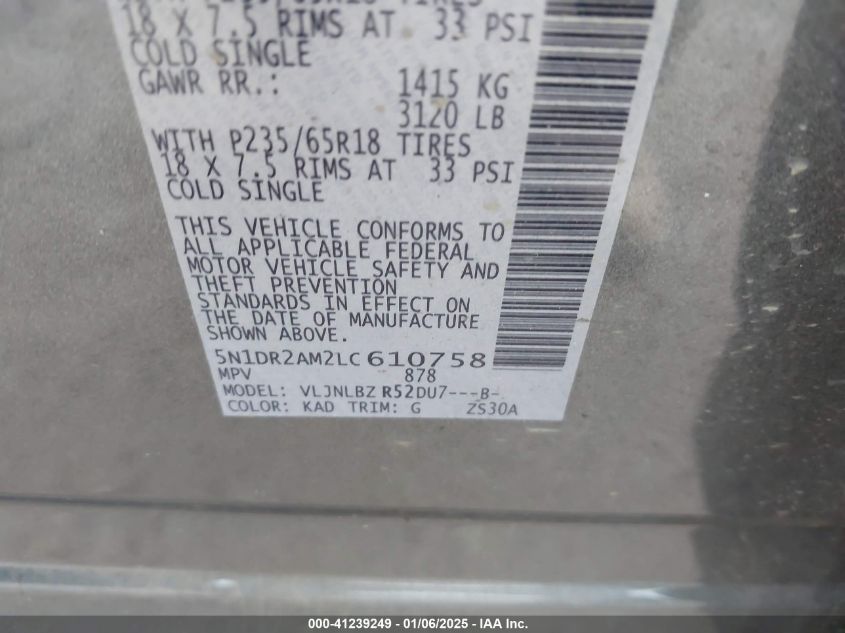 P235/65R18 TIRES
18 X 7.5 RIMS AT 33 PSI
COLD SINGLE
GAWR RR.: 1415 KG
3120 LB
WITH P235/65R18 TIRES
18 X 7.5 RIMS AT 33 PSI
COLD SINGLE
THIS VEHICLE CONFORMS TO
ALL APPLICABLE FEDERAL
MOTOR VEHICLE SAFETY AND
THEFT PREVENTION
STANDARDS IN EFFECT ON
THE DATE OF MANUFACTURE
SHOWN ABOVE.
5N1DR2AM2LC610758
MPV 878
MODEL: VLJNLBZ R52DU7---B-
COLOR: KAD TRIM: G ZS30A
000-41239249 - 01/06/2025 - IAA Inc.